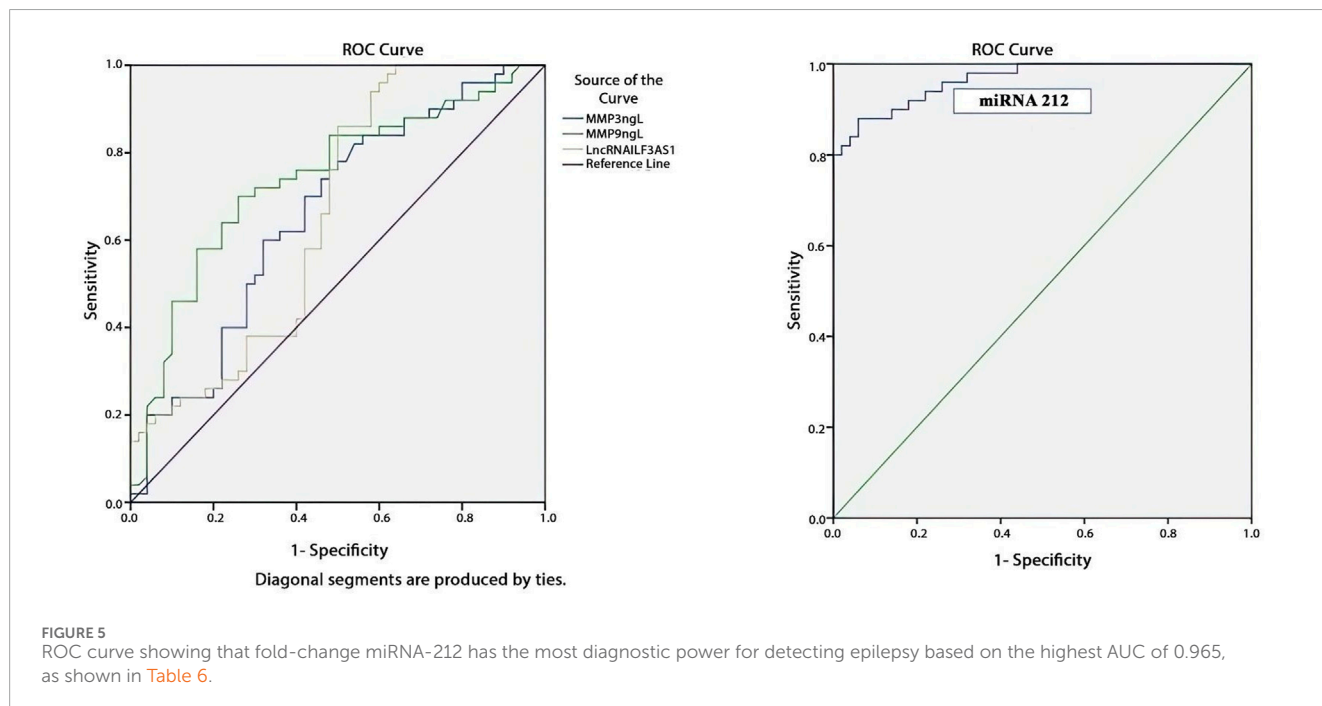 ROC Curve
1.0
0.8
0.6
0.4
0.2
0.0
Sensitivity
0.0 0.2 0.4 0.6 0.8 1.0
1- Specificity
Diagonal segments are produced by ties.
Source of the
Curve
MMP3ngL
MMP9ngL
LncRNAILF3AS1
Reference Line
ROC Curve
1.0
0.8
0.6
0.4
0.2
0.0
Sensitivity
miRNA 212
0.0 0.2 0.4 0.6 0.8 1.0
1- Specificity
FIGURE 5
ROC curve showing that fold-change miRNA-212 has the most diagnostic power for detecting epilepsy based on the highest AUC of 0.965,
as shown in Table 6.